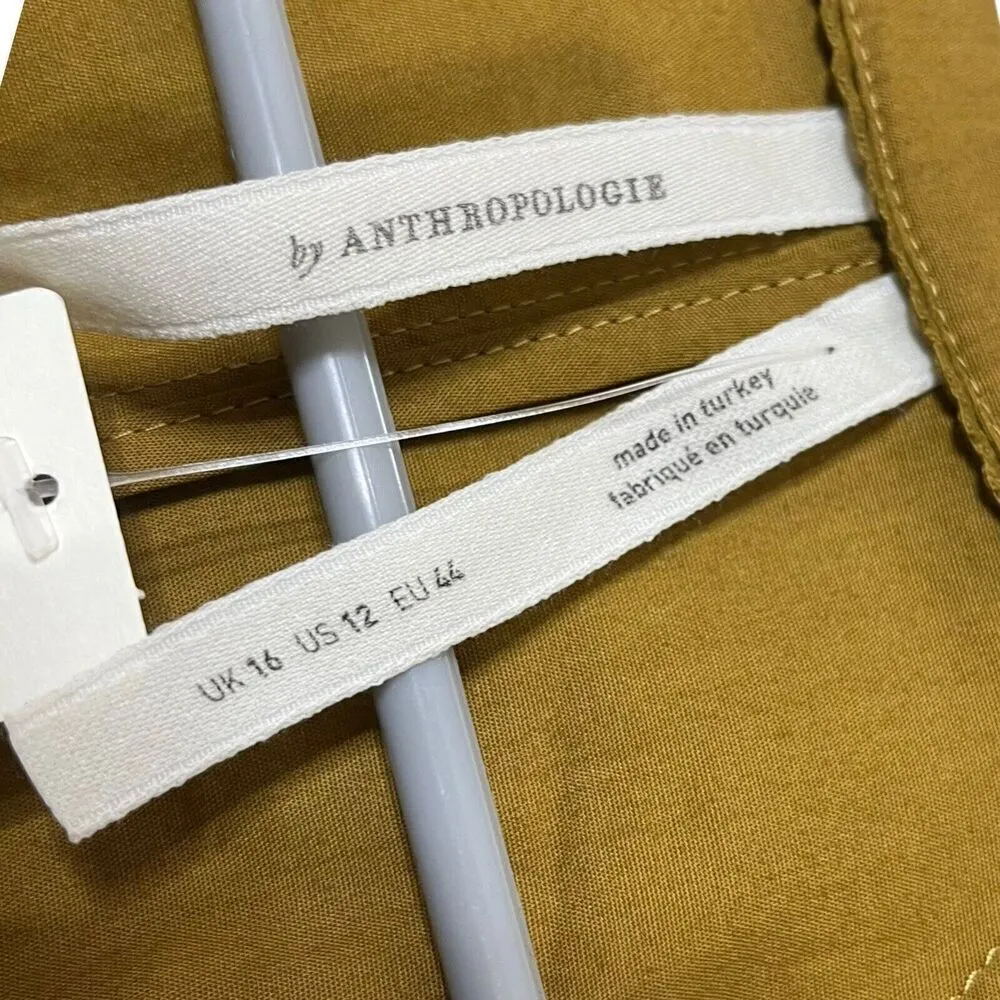 by ANTHROPOLOGIE
made in turkey
fabriqué en turquie
UK 16 US 12 EU 44